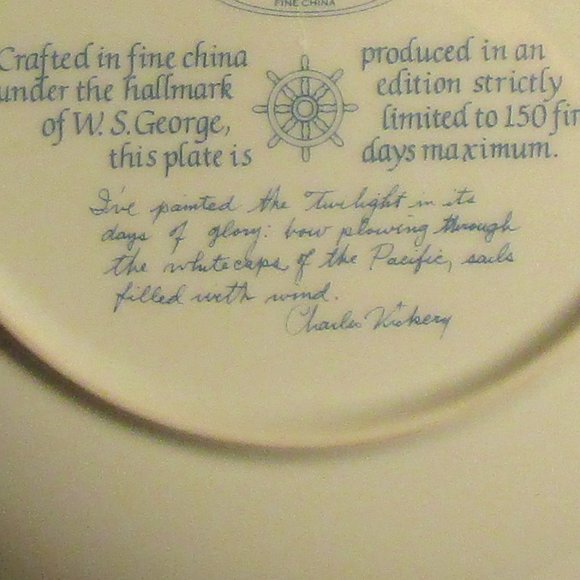 FINE CHINA
Crafted in fine china
under the hallmark
of W. S. George,
this plate is
produced in an
edition strictly
limited to 150 fir
days maximum.
I've painted the Twilight in its
days of glory: bow plowing through
the whitecaps of the Pacific, sails
filled with wind.
Charles Vickery